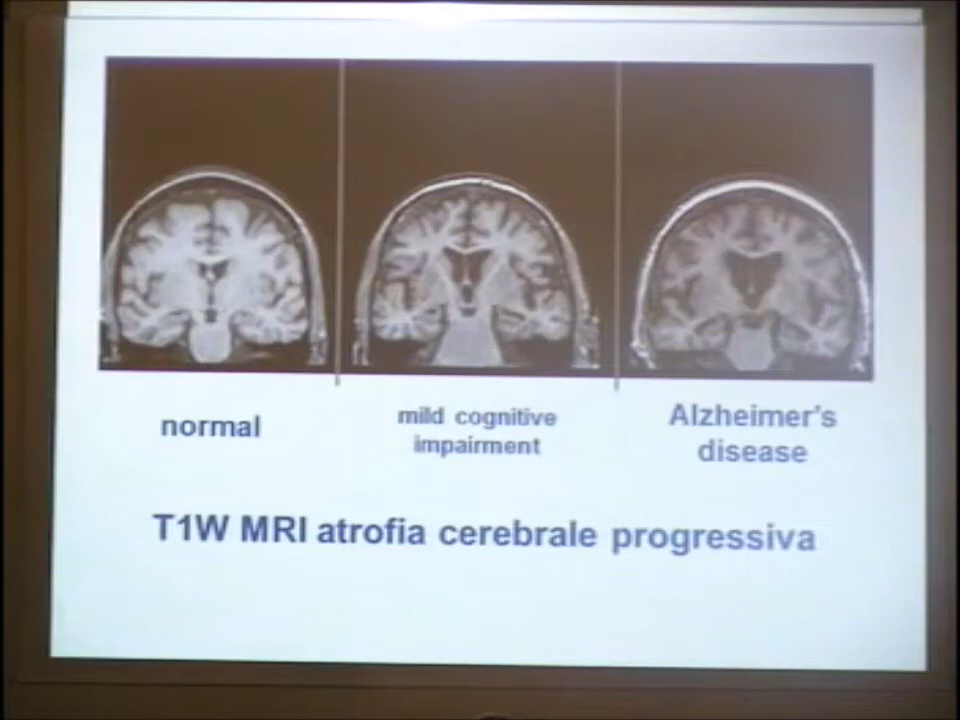 normal
mild cognitive
impairment
Alzheimer's
disease
T1W MRI atrofia cerebrale progressiva